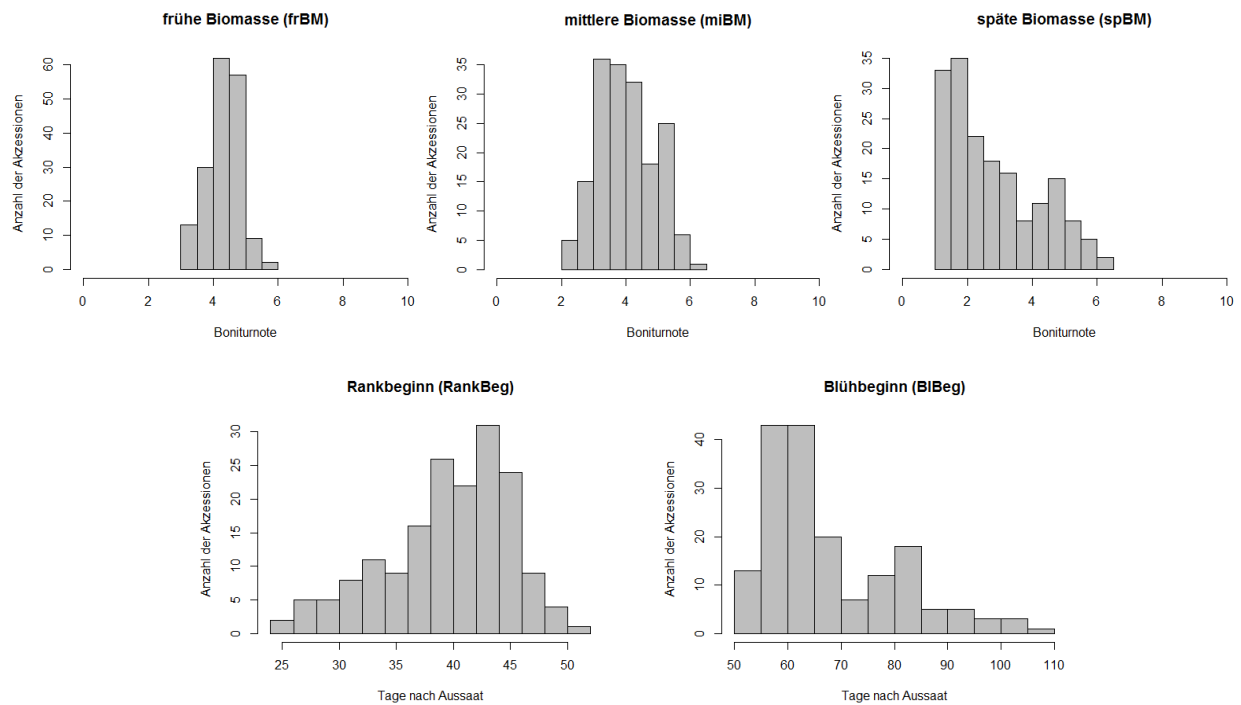 frühe Biomasse (frBM)
Anzahl der Akzessionen
0 10 20 30 40 50 60
0 2 4 6 8 10
Boniturnote
mittlere Biomasse (miBM)
Anzahl der Akzessionen
0 5 10 15 20 25 30 35
0 2 4 6 8 10
Boniturnote
späte Biomasse (spBM)
Anzahl der Akzessionen
0 5 10 15 20 25 30 35
0 2 4 6 8 10
Boniturnote
Rankbeginn (RankBeg)
Anzahl der Akzessionen
0 5 10 15 20 25 30
25 30 35 40 45 50
Tage nach Aussaat
Blühbeginn (BlBeg)
Anzahl der Akzessionen
0 10 20 30 40
50 60 70 80 90 100 110
Tage nach Aussaat